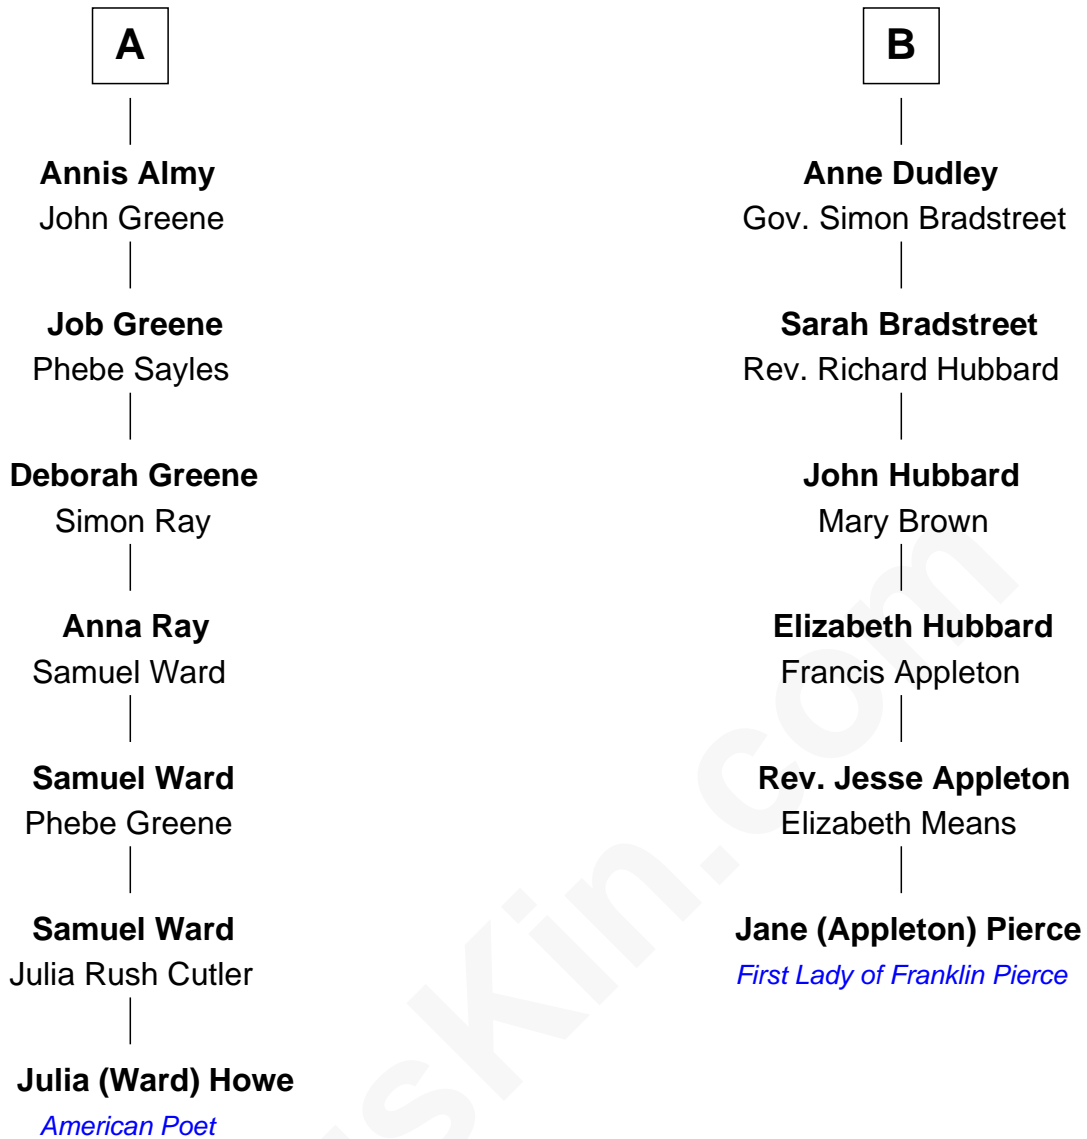 A
Annis Almy
John Greene
Job Greene
Phebe Sayles
Deborah Greene
Simon Ray
Anna Ray
Samuel Ward
Samuel Ward
Phebe Greene
Samuel Ward
Julia Rush Cutler
Julia (Ward) Howe
American Poet
B
Anne Dudley
Gov. Simon Bradstreet
Sarah Bradstreet
Rev. Richard Hubbard
John Hubbard
Mary Brown
Elizabeth Hubbard
Francis Appleton
Rev. Jesse Appleton
Elizabeth Means
Jane (Appleton) Pierce
First Lady of Franklin Pierce